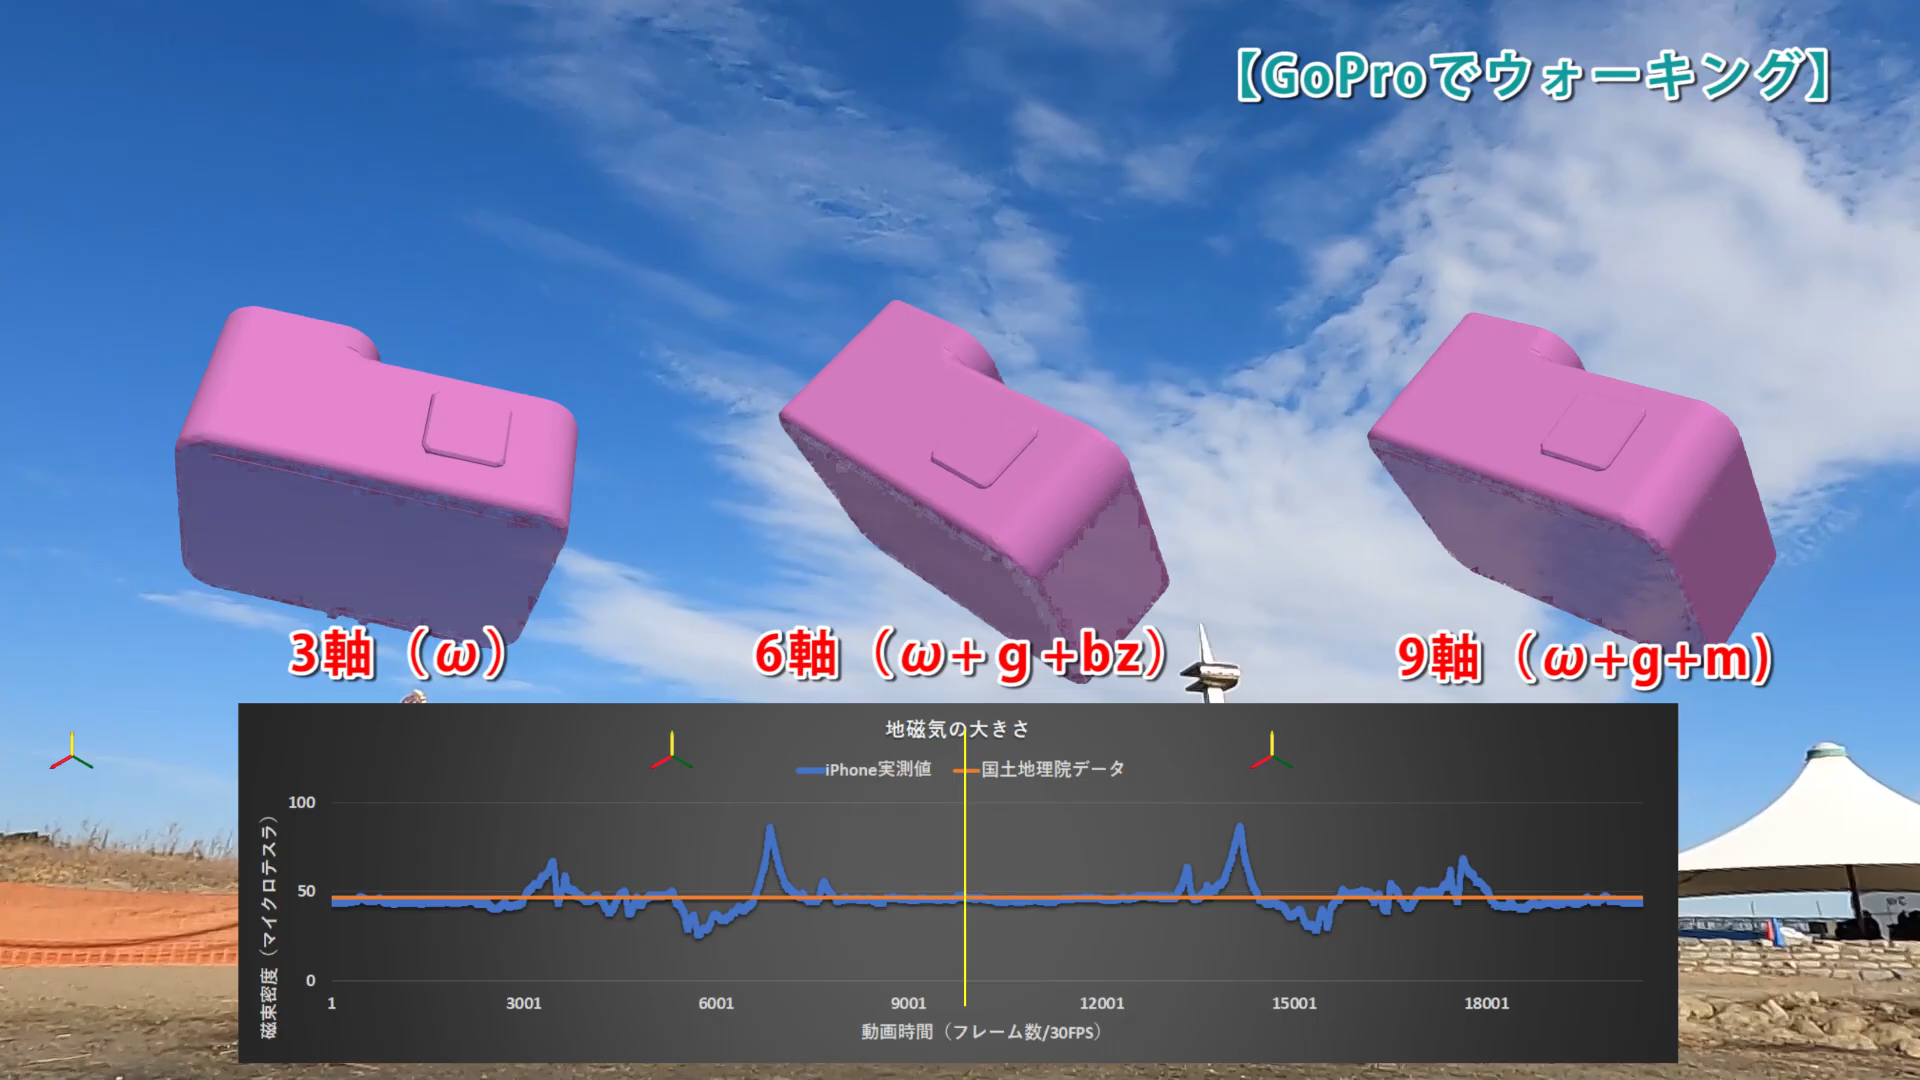 【GoProでウォーキング】
3軸（ω）
6軸（ω+ｇ+bz）
9軸（ω+g+m)
地磁気の大きさ
iPhone実測値 国土地理院データ
磁束密度（マイクロテスラ）
100
50
0
1 3001 6001 9001 12001 15001 18001
動画時間（フレーム数/30FPS）